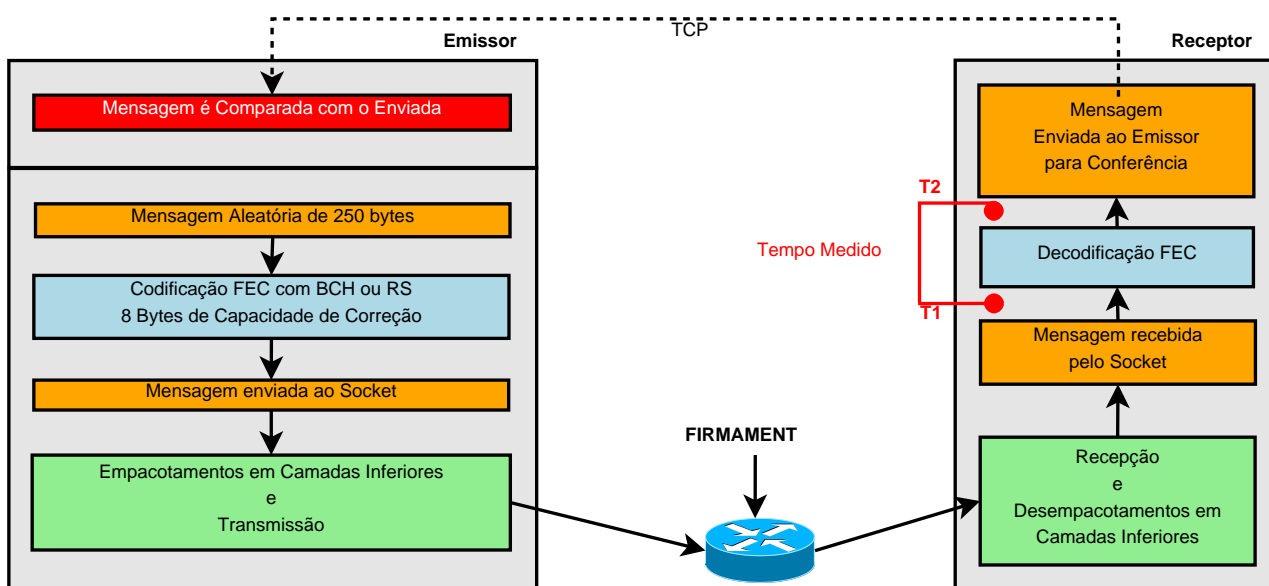 TCP
Emissor
Mensagem é Comparada com o Enviada
Mensagem Aleatória de 250 bytes
Codificação FEC com BCH ou RS
8 Bytes de Capacidade de Correção
Mensagem enviada ao Socket
Empacotamentos em Camadas Inferiores
e
Transmissão
FIRMAMENT
Receptor
Mensagem
Enviada ao Emissor
para Conferência
T2
Tempo Medido
Decodificação FEC
T1
Mensagem recebida
pelo Socket
Recepção
e
Desempacotamentos em
Camadas Inferiores